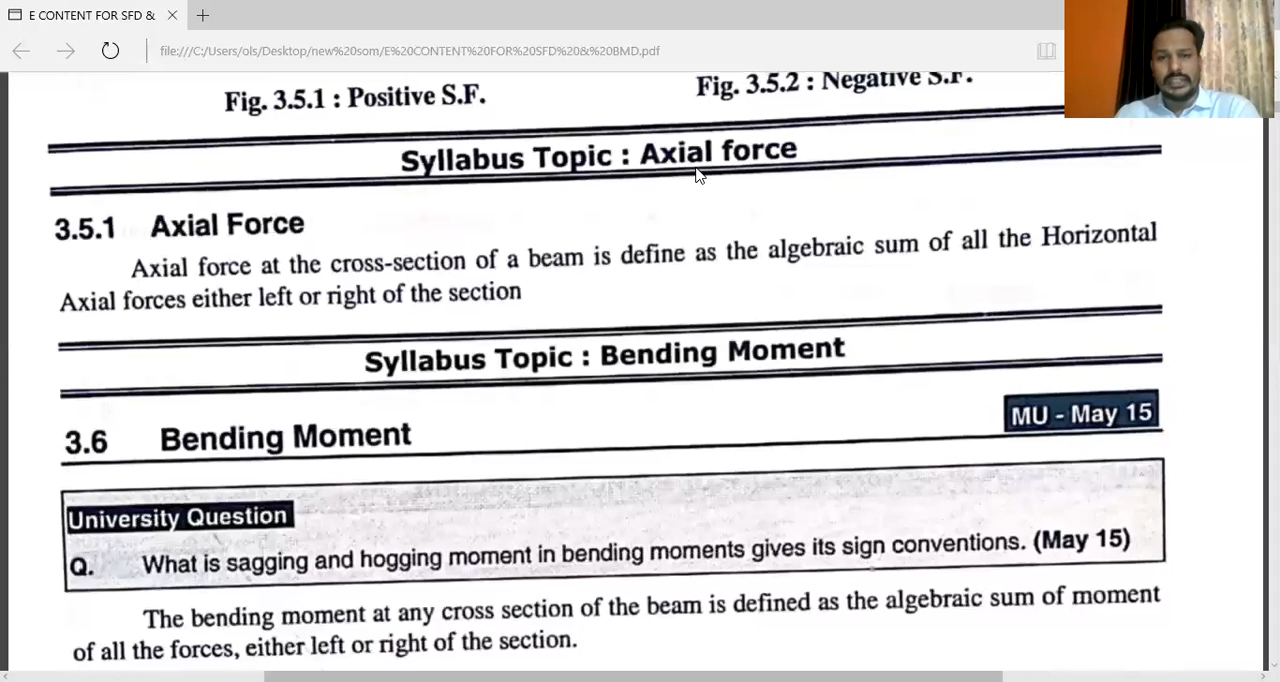 E CONTENT FOR SFD &
file:///C:/Users/ols/Desktop/new%20som/E%20CONTENT%20FOR%20SFD%20&%20BMD.pdf
Fig. 3.5.1 : Positive S.F.
Fig. 3.5.2 : Negative S.F.
Syllabus Topic : Axial force
3.5.1 Axial Force
Axial force at the cross-section of a beam is define as the algebraic sum of all the Horizontal
Axial forces either left or right of the section
Syllabus Topic : Bending Moment
MU - May 15
3.6 Bending Moment
University Question
Q. What is sagging and hogging moment in bending moments gives its sign conventions. (May 15)
The bending moment at any cross section of the beam is defined as the algebraic sum of moment
of all the forces, either left or right of the section.